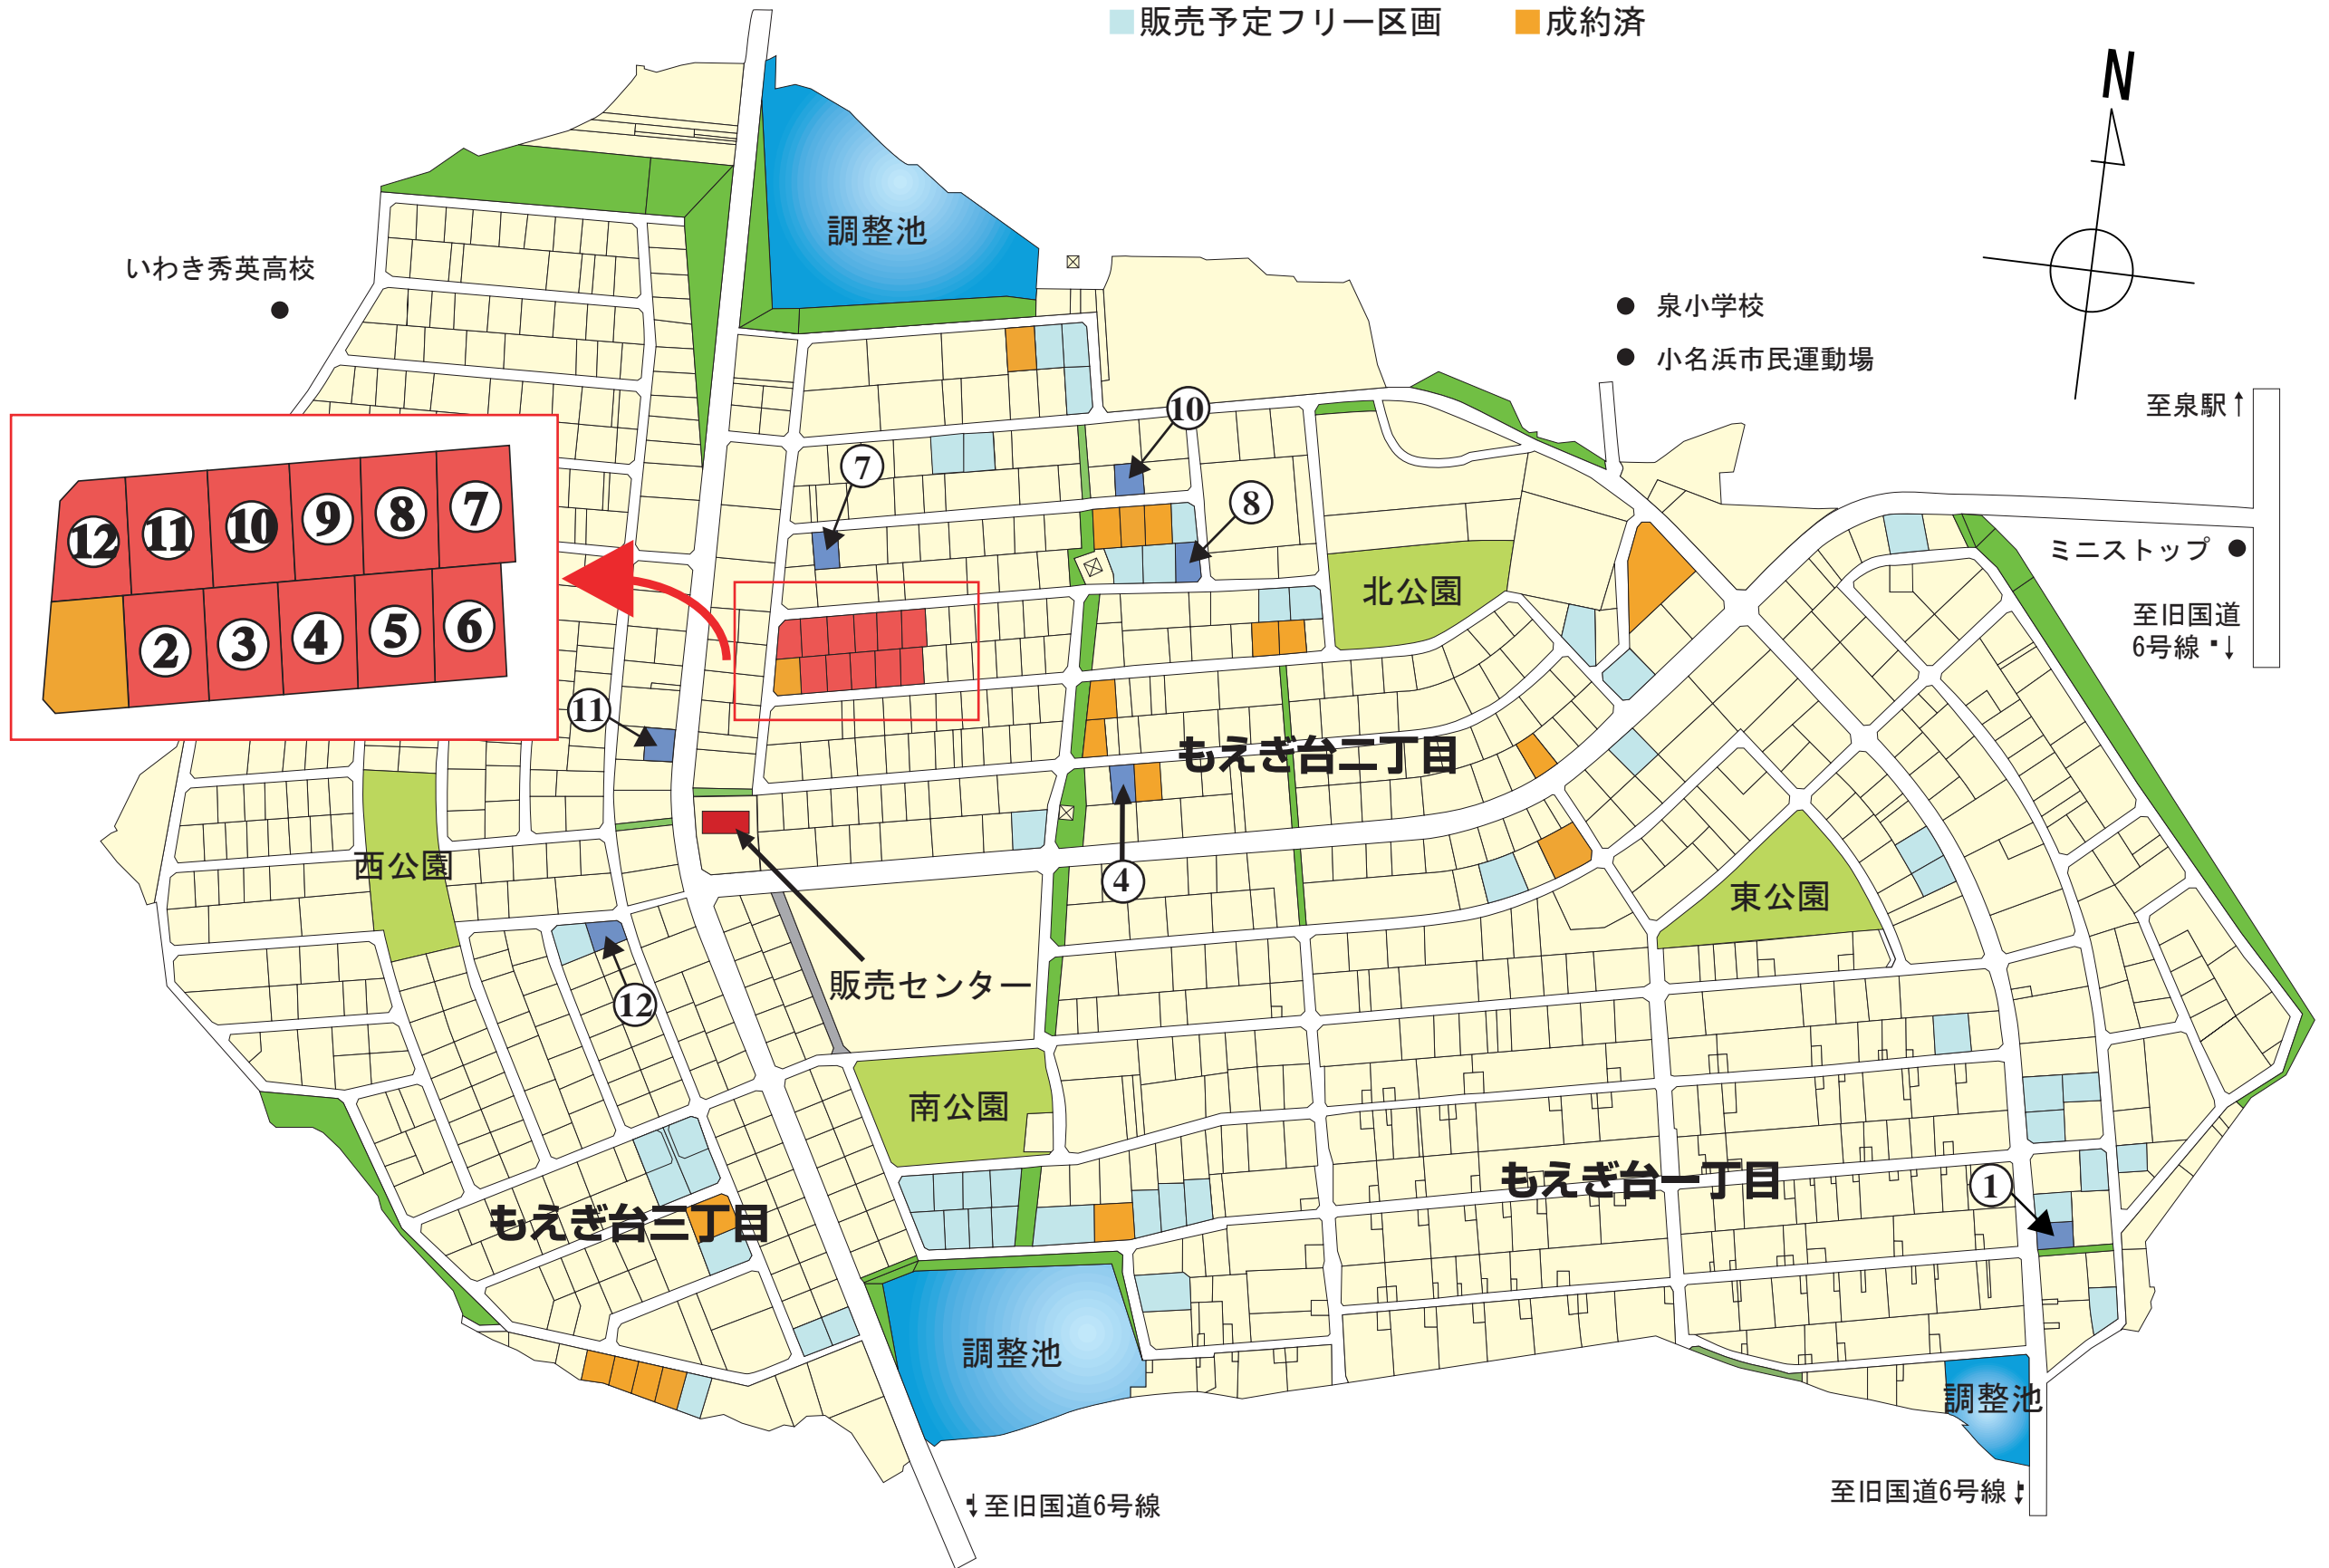 販売予定フリー区画
成約済
N
調整池
いわき秀英高校
泉小学校
小名浜市民運動場
至泉駅↑
⑩
⑦
⑧
⑫
⑪
⑩
⑨
⑧
⑦
②
③
④
⑤
⑥
ミニストップ
北公園
至旧国道
6号線 ↓
⑪
もえぎ台二丁目
西公園
④
東公園
販売センター
⑫
南公園
もえぎ台一丁目
①
もえぎ台三丁目
調整池
調整池
↓至旧国道6号線
至旧国道6号線↓